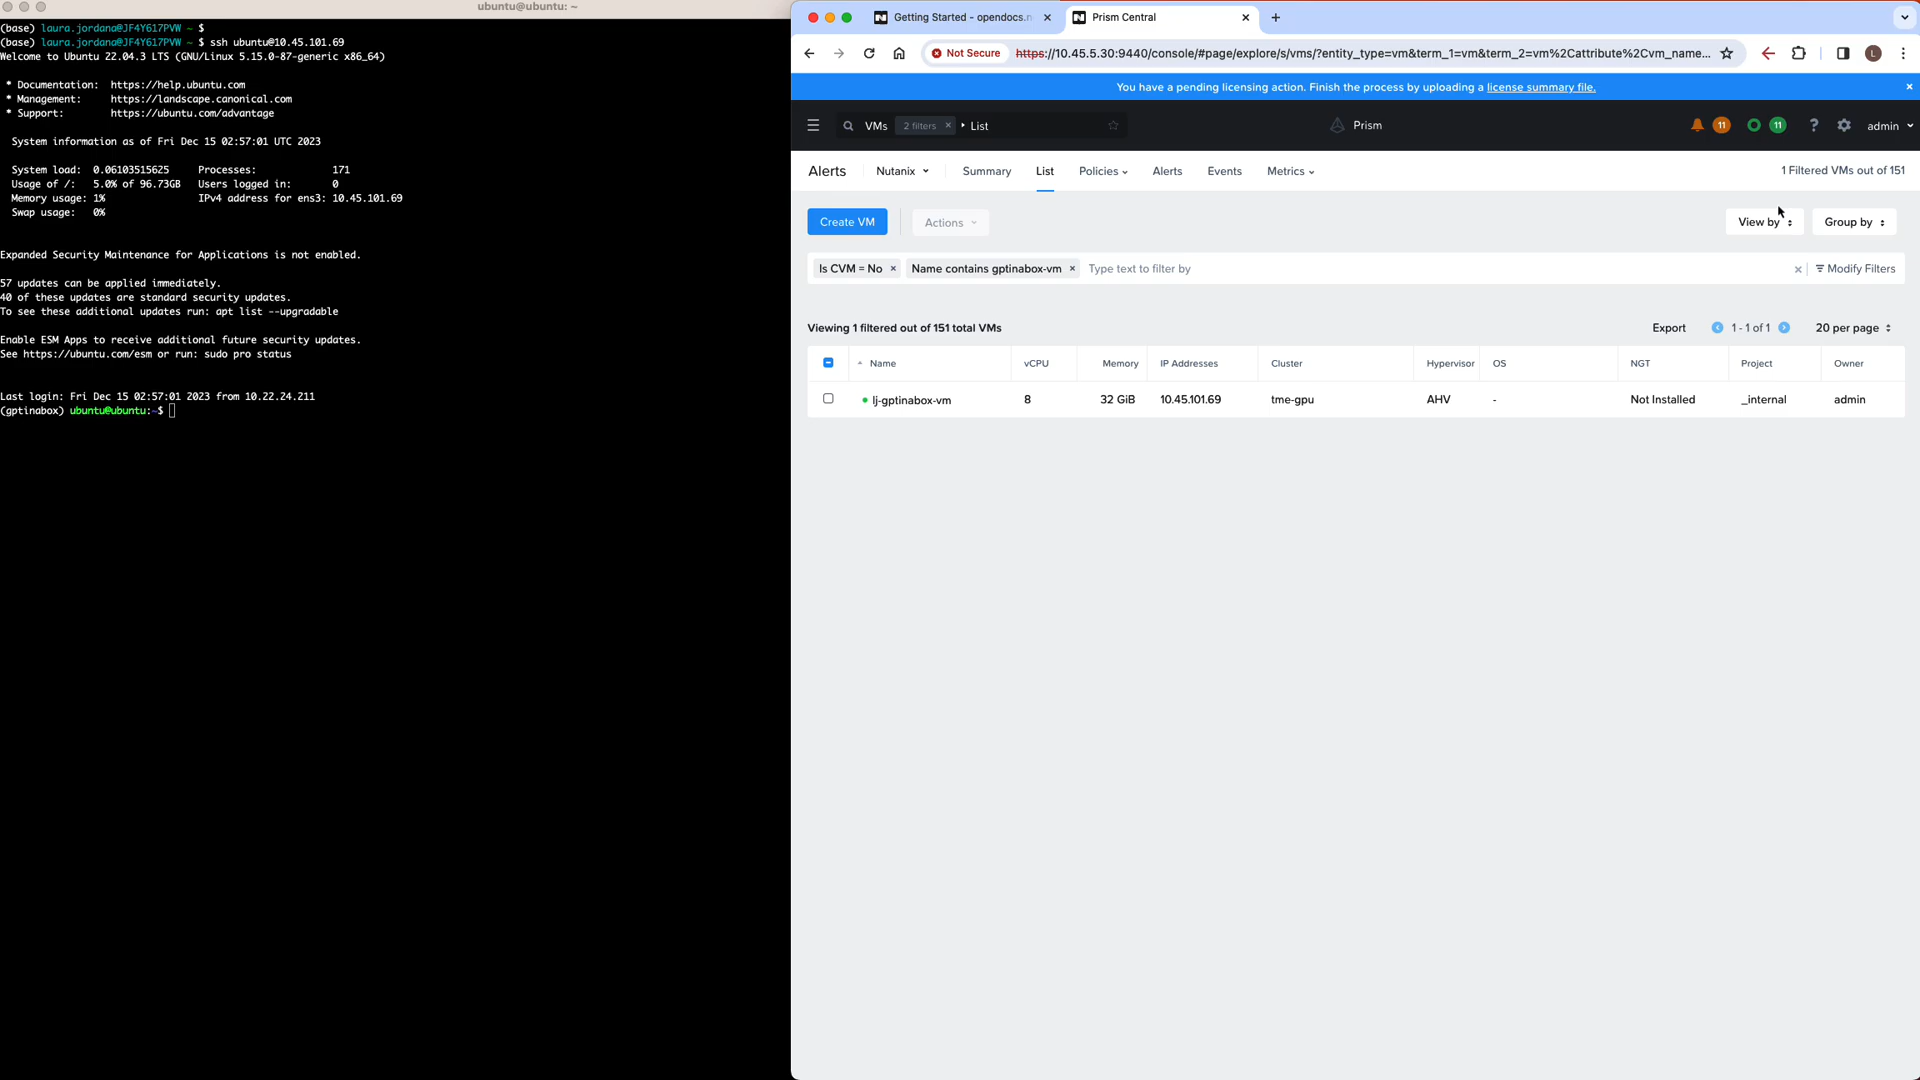 ubuntu@ubuntu: ~
(base) laura.jordana@JF4Y617PVW ~ $
(base) laura.jordana@JF4Y617PVW ~ $ ssh ubuntu@10.45.101.69
Welcome to Ubuntu 22.04.3 LTS (GNU/Linux 5.15.0-87-generic x86_64)
* Documentation: https://help.ubuntu.com
* Management: https://landscape.canonical.com
* Support: https://ubuntu.com/advantage
System information as of Fri Dec 15 02:57:01 UTC 2023
System load: 0.06103515625 Processes: 171
Usage of /: 5.0% of 96.73GB Users logged in: 0
Memory usage: 1% IPv4 address for ens3: 10.45.101.69
Swap usage: 0%
Expanded Security Maintenance for Applications is not enabled.
57 updates can be applied immediately.
40 of these updates are standard security updates.
To see these additional updates run: apt list --upgradable
Enable ESM Apps to receive additional future security updates.
See https://ubuntu.com/esm or run: sudo pro status
Last login: Fri Dec 15 02:57:01 2023 from 10.22.24.211
(gptinabox) ubuntu@ubuntu:~$
Getting Started - opendocs.n
Prism Central
Not Secure https://10.45.5.30:9440/console/#page/explore/s/vms/?entity_type=vm&term_1=vm&term_2=vm%2Cattribute%2Cvm_name...
L
You have a pending licensing action. Finish the process by uploading a license summary file.
VMs 2 filters × List
Prism
11 11 ? admin
Alerts Nutanix Summary List Policies Alerts Events Metrics 1 Filtered VMs out of 151
Create VM Actions View by Group by
Is CVM = No × Name contains gptinabox-vm × Type text to filter by × Modify Filters
Viewing 1 filtered out of 151 total VMs Export 1 - 1 of 1 20 per page
Name vCPU Memory IP Addresses Cluster Hypervisor OS NGT Project Owner
lj-gptinabox-vm 8 32 GiB 10.45.101.69 tme-gpu AHV - Not Installed _internal admin